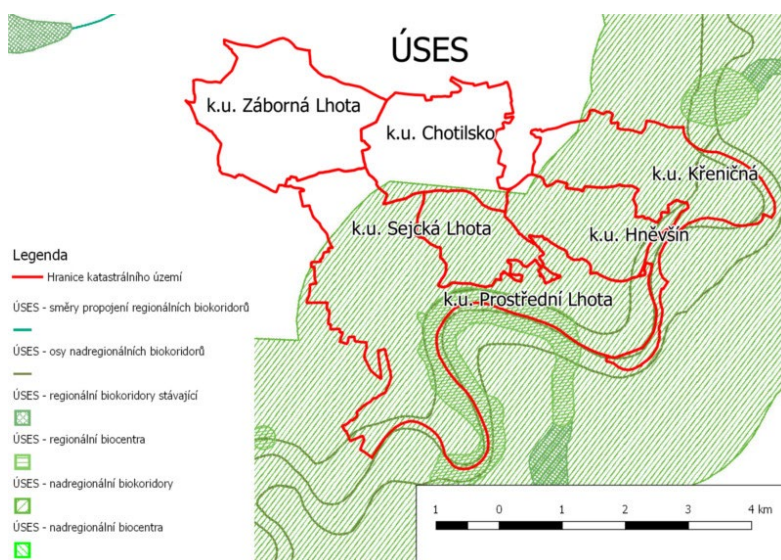 ÚSES
k.u. Záborná Lhota
k.u. Chotilsko
k.u. Křeničná
k.u. Sejcká Lhota
k.u. Hněvšín
k.u. Prostřední Lhota
Legenda
Hranice katastrálního území
ÚSES - směry propojení regionálních biokoridorů
ÚSES - osy nadregionálních biokoridorů
ÚSES - regionální biokoridory stávající
ÚSES - regionální biocentra
ÚSES - nadregionální biokoridory
ÚSES - nadregionální biocentra
1 0 1 2 3 4 km